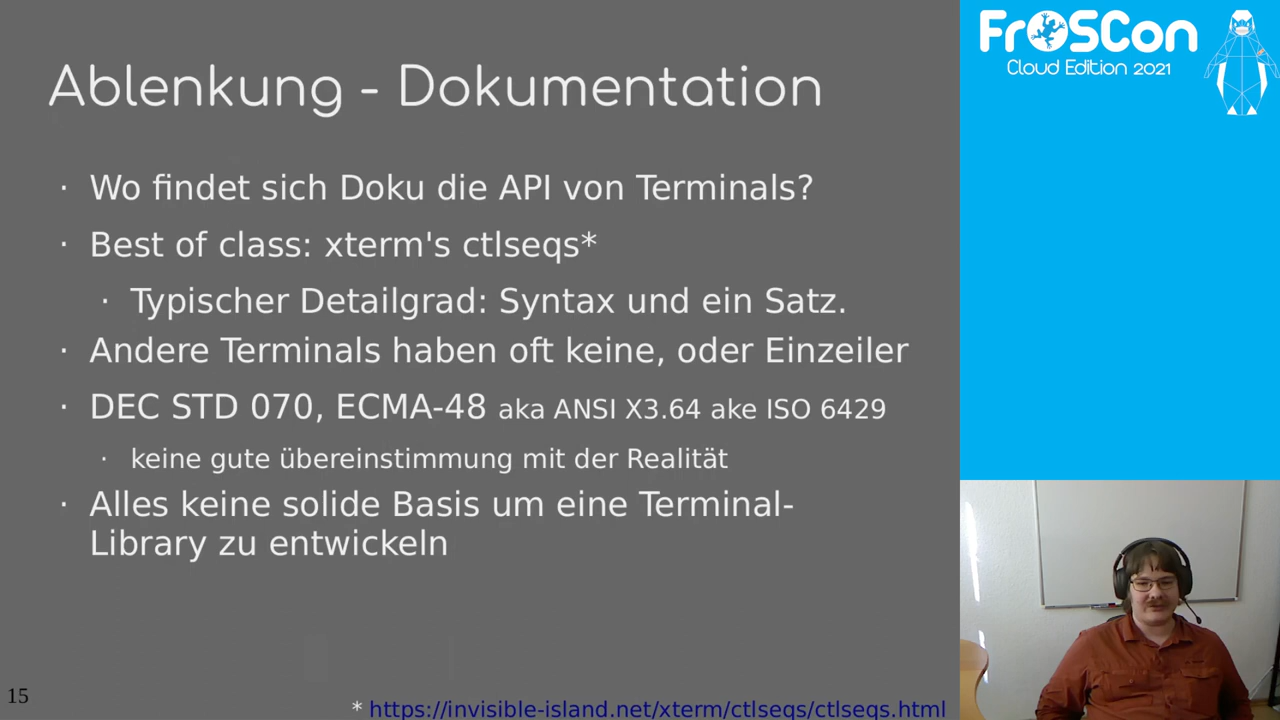 FrOSCon
Cloud Edition 2021
Ablenkung - Dokumentation
· Wo findet sich Doku die API von Terminals?
· Best of class: xterm's ctlseqs*
· Typischer Detailgrad: Syntax und ein Satz.
· Andere Terminals haben oft keine, oder Einzeiler
· DEC STD 070, ECMA-48 aka ANSI X3.64 ake ISO 6429
· keine gute übereinstimmung mit der Realität
· Alles keine solide Basis um eine Terminal-
Library zu entwickeln
15
* https://invisible-island.net/xterm/ctlseqs/ctlseqs.html